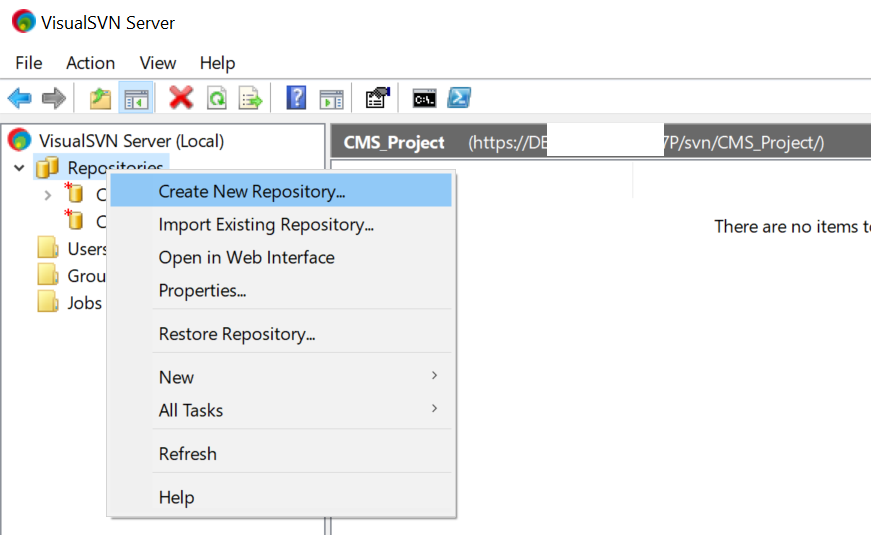 VisualSVN Server
File Action View Help
C:\.
VisualSVN Server (Local)
CMS_Project (https://DE 7P/svn/CMS_Project/)
Repositories
Create New Repository...
C
Import Existing Repository...
C
There are no items to
Users
Open in Web Interface
Grou
Properties...
Jobs
Restore Repository...
New
All Tasks
Refresh
Help